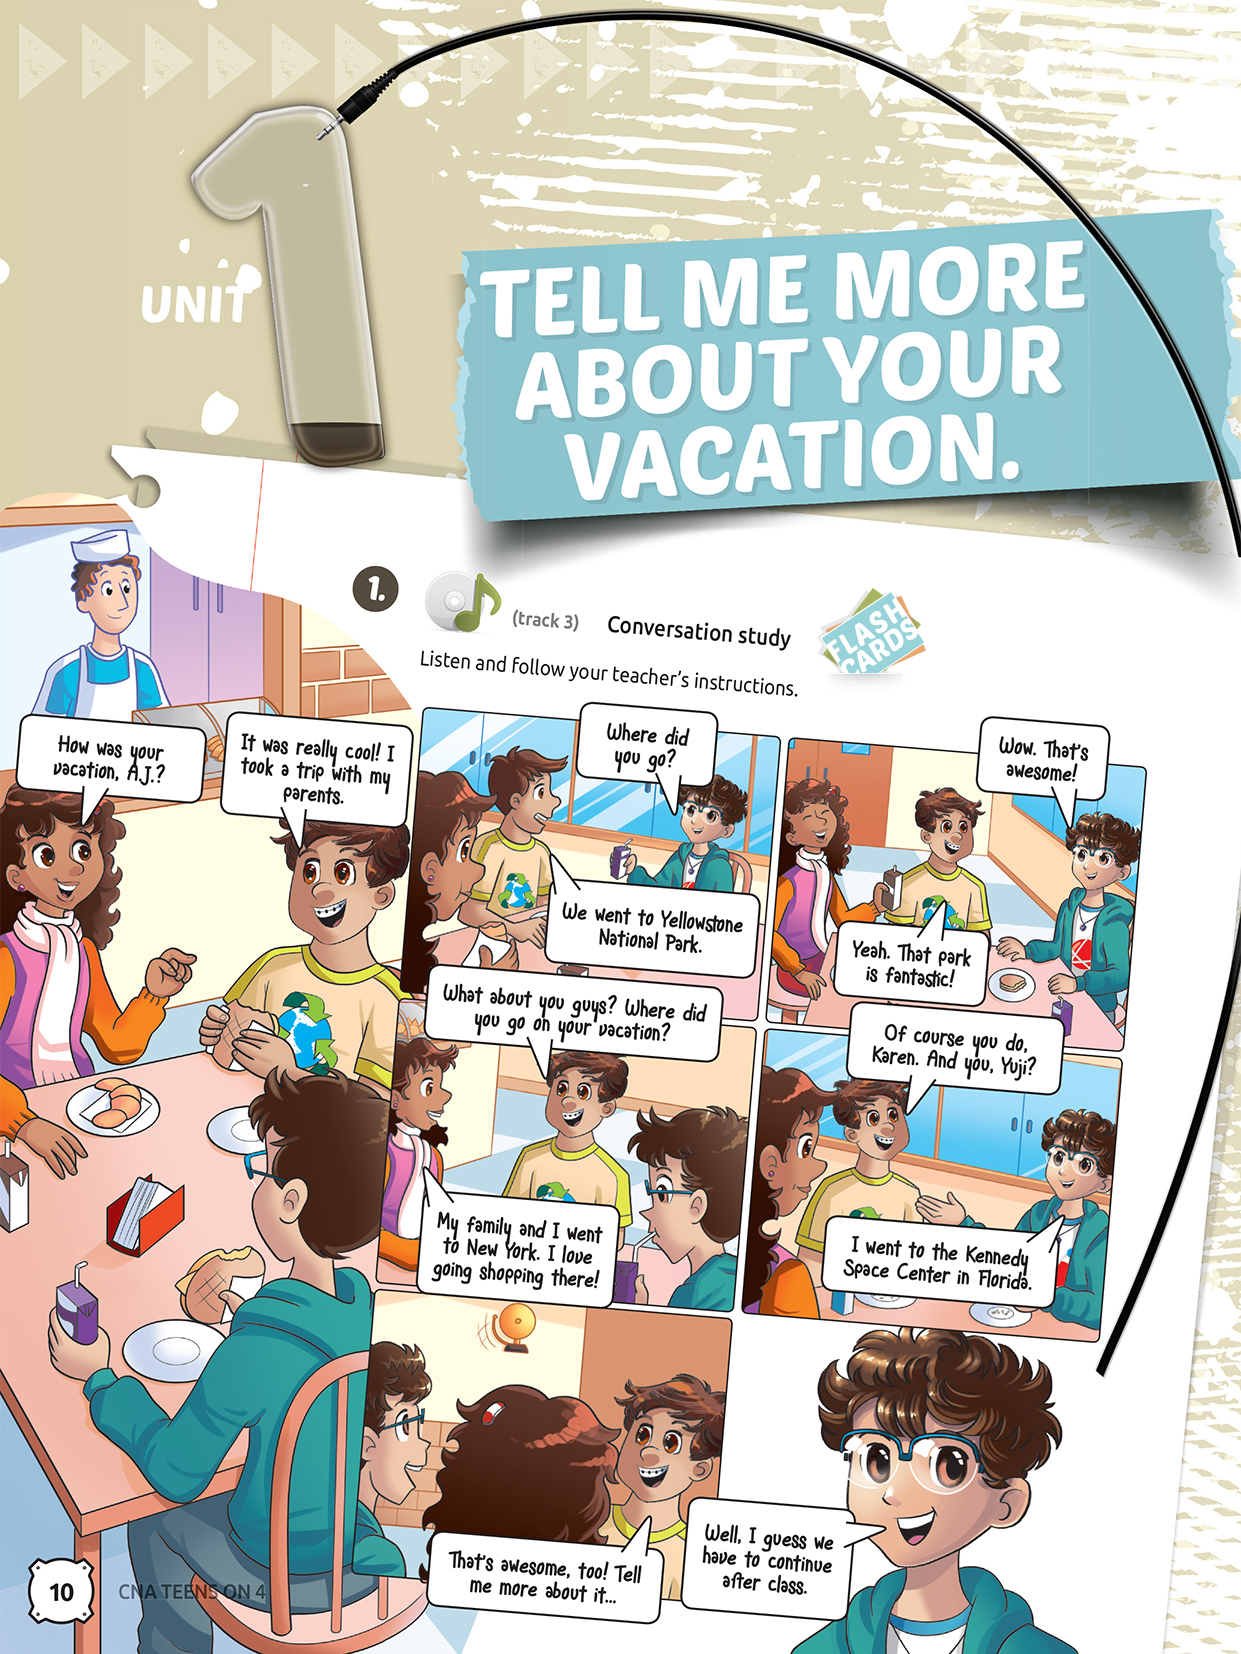 UNIT
1
TELL ME MORE
ABOUT YOUR
VACATION.
1.
(track 3)
Conversation study
FLASH
CARDS
Listen and follow your teacher's instructions.
How was your
vacation, A.J.?
It was really cool! I
took a trip with my
parents.
Where did
you go?
We went to Yellowstone
National Park.
Wow. That's
awesome!
Yeah. That park
is fantastic!
What about you guys? Where did
you go on your vacation?
My family and I went
to New York. I love
going shopping there!
Of course you do,
Karen. And you, Yuji?
I went to the Kennedy
Space Center in Florida.
That's awesome, too! Tell
me more about it...
Well, I guess we
have to continue
after class.
10
CNA TEENS ON 4